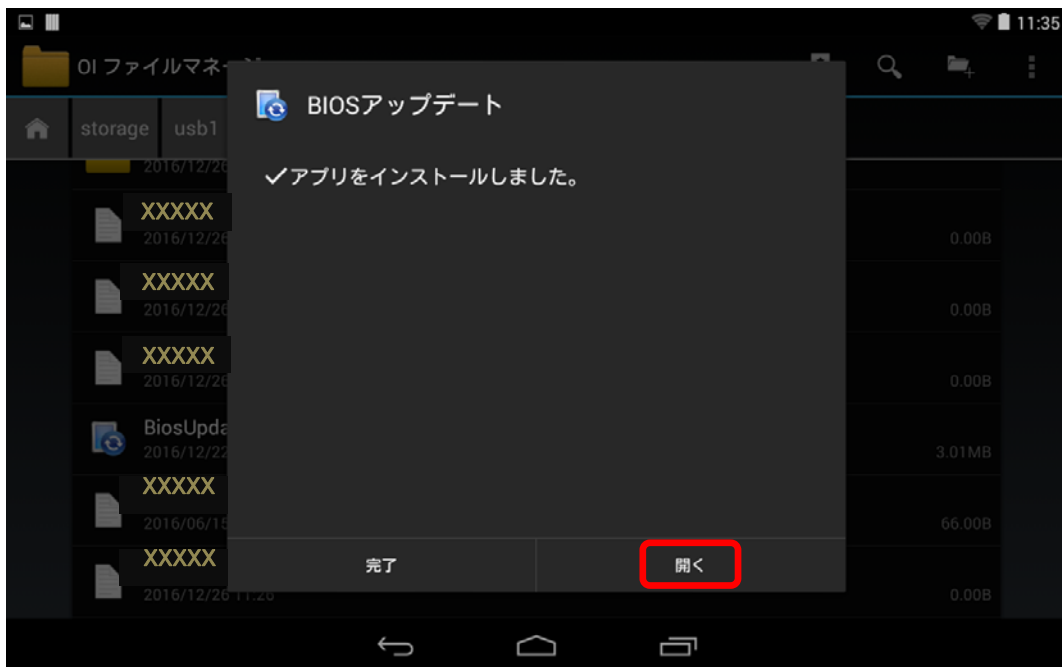 11:35
OI ファイルマネージ
storage usb1
BIOSアップデート
✓アプリをインストールしました。
2016/12/26
XXXXX
2016/12/26 0.00B
XXXXX
2016/12/26 0.00B
XXXXX
2016/12/26 0.00B
BiosUpda
2016/12/22 3.01MB
XXXXX
2016/06/15 66.00B
XXXXX
2016/12/26 11:26 0.00B
完了 開く